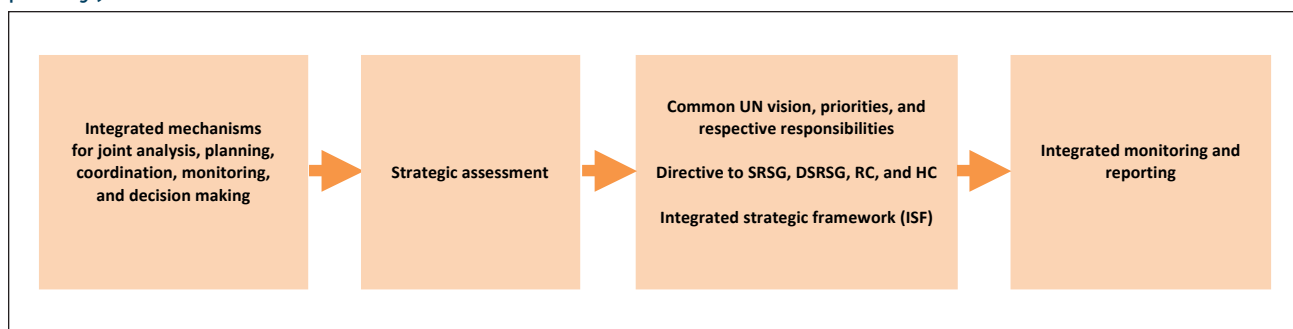 Integrated mechanisms
for joint analysis, planning,
coordination, monitoring,
and decision making
Strategic assessment
Common UN vision, priorities, and
respective responsibilities
Directive to SRSG, DSRSG, RC, and HC
Integrated strategic framework (ISF)
Integrated monitoring and
reporting